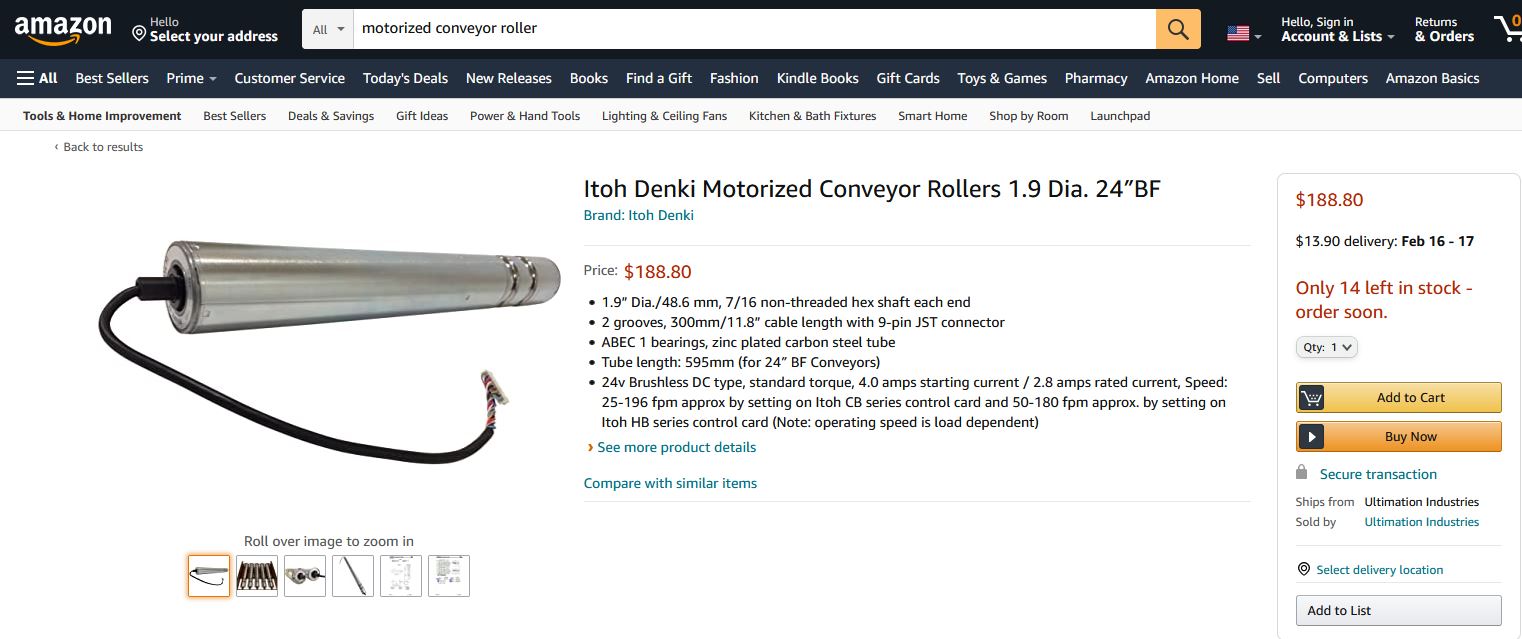 amazon
Hello
Select your address
All
motorized conveyor roller
Hello, Sign in
Account & Lists
Returns
& Orders
0
All
Best Sellers
Prime
Customer Service
Today's Deals
New Releases
Books
Find a Gift
Fashion
Kindle Books
Gift Cards
Toys & Games
Pharmacy
Amazon Home
Sell
Computers
Amazon Basics
Tools & Home Improvement
Best Sellers
Deals & Savings
Gift Ideas
Power & Hand Tools
Lighting & Ceiling Fans
Kitchen & Bath Fixtures
Smart Home
Shop by Room
Launchpad
‹ Back to results
Itoh Denki Motorized Conveyor Rollers 1.9 Dia. 24”BF
Brand: Itoh Denki
Price: $188.80
• 1.9” Dia./48.6 mm, 7/16 non-threaded hex shaft each end
• 2 grooves, 300mm/11.8” cable length with 9-pin JST connector
• ABEC 1 bearings, zinc plated carbon steel tube
• Tube length: 595mm (for 24” BF Conveyors)
• 24v Brushless DC type, standard torque, 4.0 amps starting current / 2.8 amps rated current, Speed:
25-196 fpm approx by setting on Itoh CB series control card and 50-180 fpm approx. by setting on
Itoh HB series control card (Note: operating speed is load dependent)
› See more product details
Compare with similar items
Roll over image to zoom in
$188.80
$13.90 delivery: Feb 16 - 17
Only 14 left in stock -
order soon.
Qty: 1
Add to Cart
Buy Now
Secure transaction
Ships from Ultimation Industries
Sold by Ultimation Industries
Select delivery location
Add to List